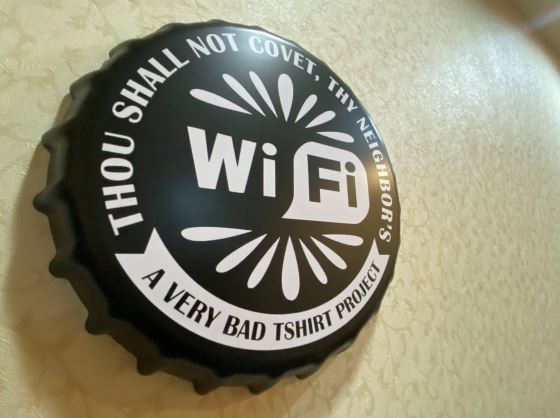 THOU SHALL NOT COVET, THY NEIGHBOR'S
WiFi
A VERY BAD TSHIRT PROJECT